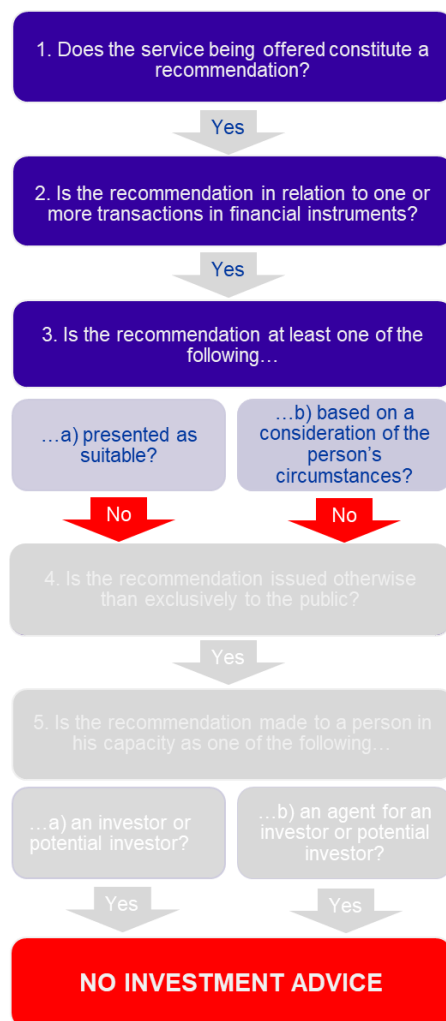 1. Does the service being offered constitute a
recommendation?
Yes
2. Is the recommendation in relation to one or
more transactions in financial instruments?
Yes
3. Is the recommendation at least one of the
following…
…a) presented as
suitable?
…b) based on a
consideration of the
person’s
circumstances?
No
No
4. Is the recommendation issued otherwise
than exclusively to the public?
Yes
5. Is the recommendation made to a person in
his capacity as one of the following…
…a) an investor or
potential investor?
…b) an agent for an
investor or potential
investor?
Yes
Yes
NO INVESTMENT ADVICE